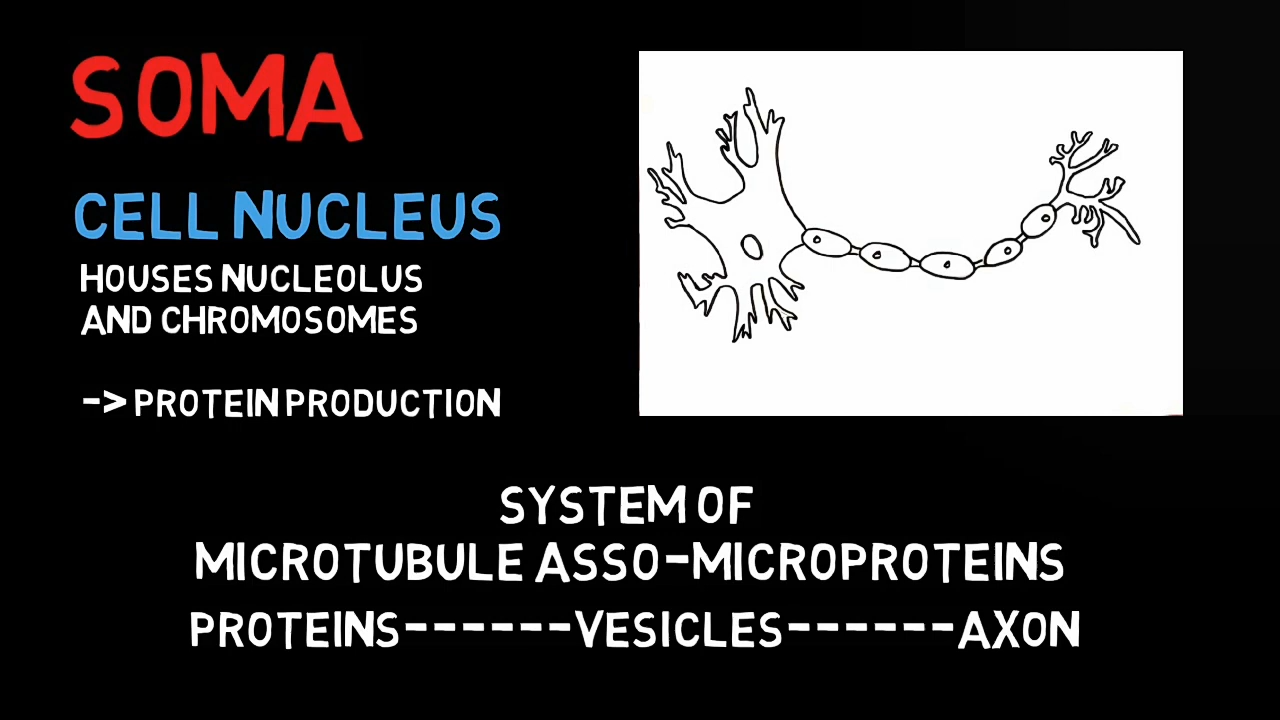 SOMA
CELL NUCLEUS
HOUSES NUCLEOLUS
AND CHROMOSOMES
-> PROTEIN PRODUCTION
SYSTEM OF
MICROTUBULE ASSO-MICROPROTEINS
PROTEINS------VESICLES------AXON